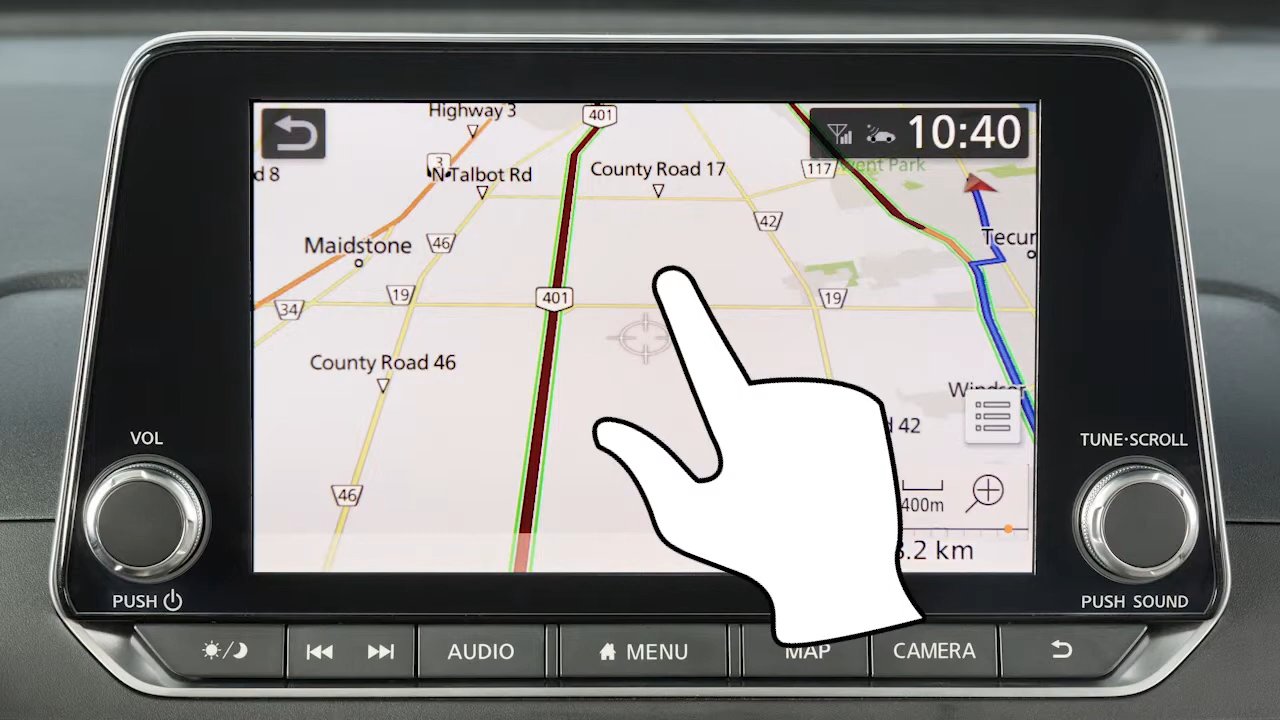 Highway 3
401
10:40
3
N Talbot Rd
County Road 17
117
d 8
42
Maidstone
46
Tecur
34
19
401
19
County Road 46
Windsor
42
46
400m
.2 km
VOL
TUNE·SCROLL
PUSH
PUSH SOUND
AUDIO
MENU
MAP
CAMERA